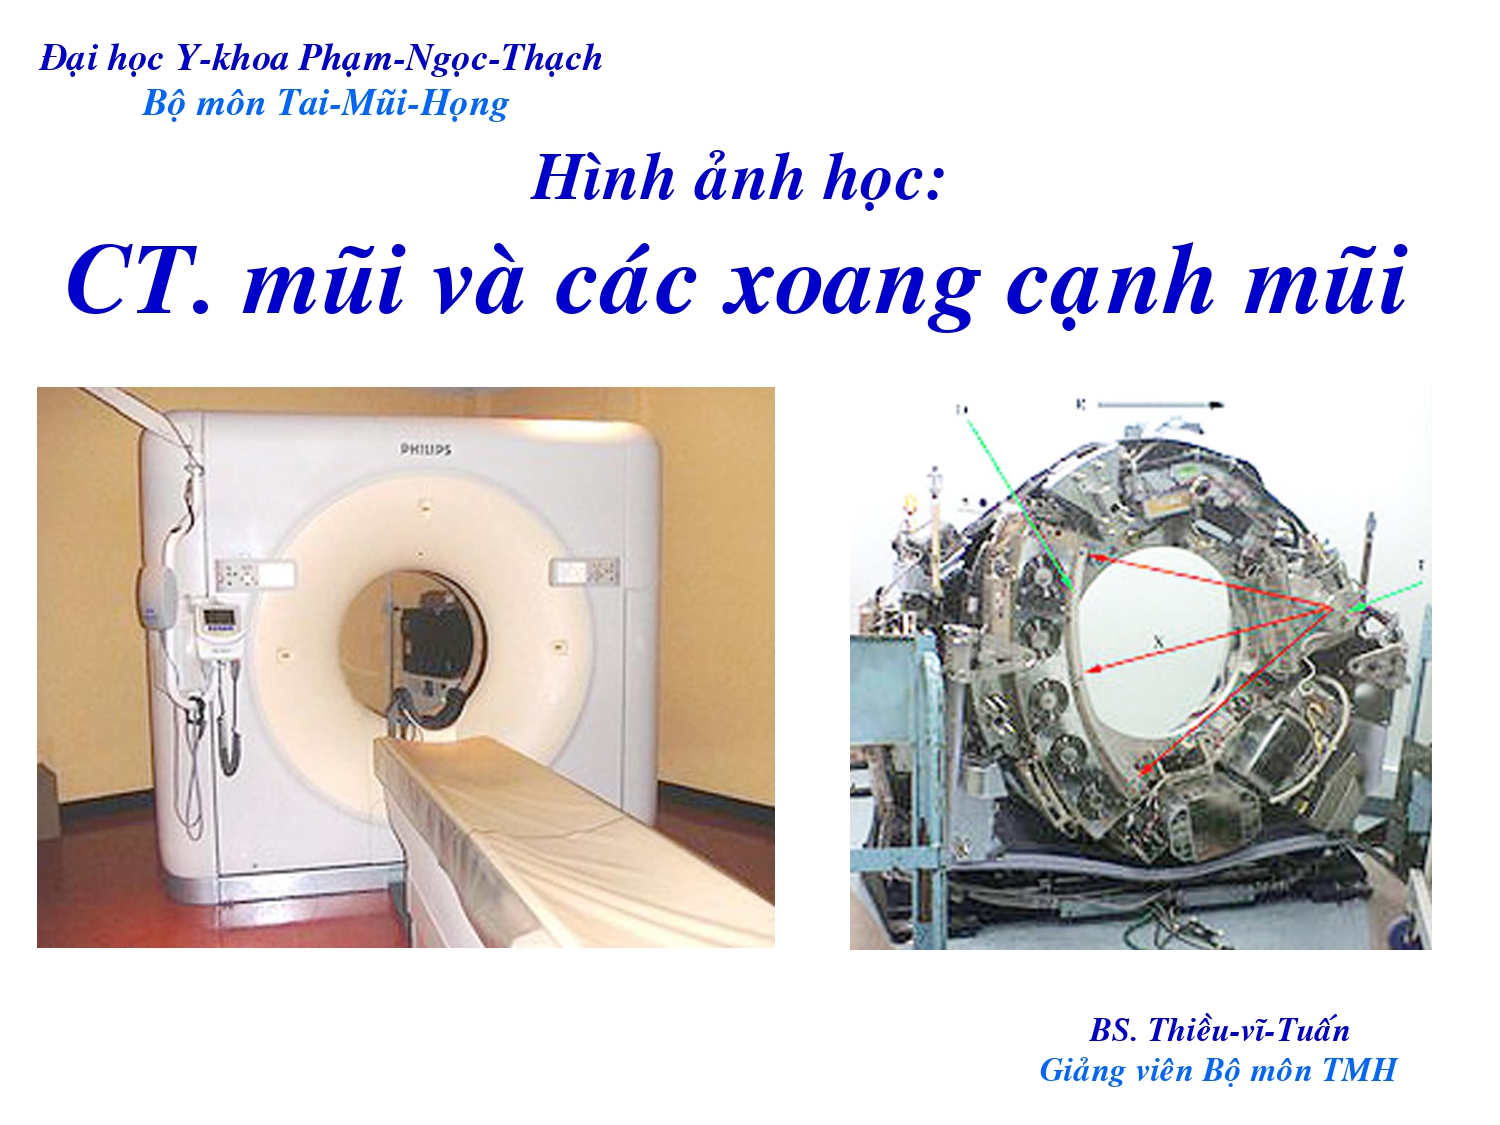 Đại học Y-khoa Phạm-Ngọc-Thạch
Bộ môn Tai-Mũi-Họng
Hình ảnh học:
CT. mũi và các xoang cạnh mũi
PHILIPS
D
R
X
T
BS. Thiều-vĩ-Tuấn
Giảng viên Bộ môn TMH